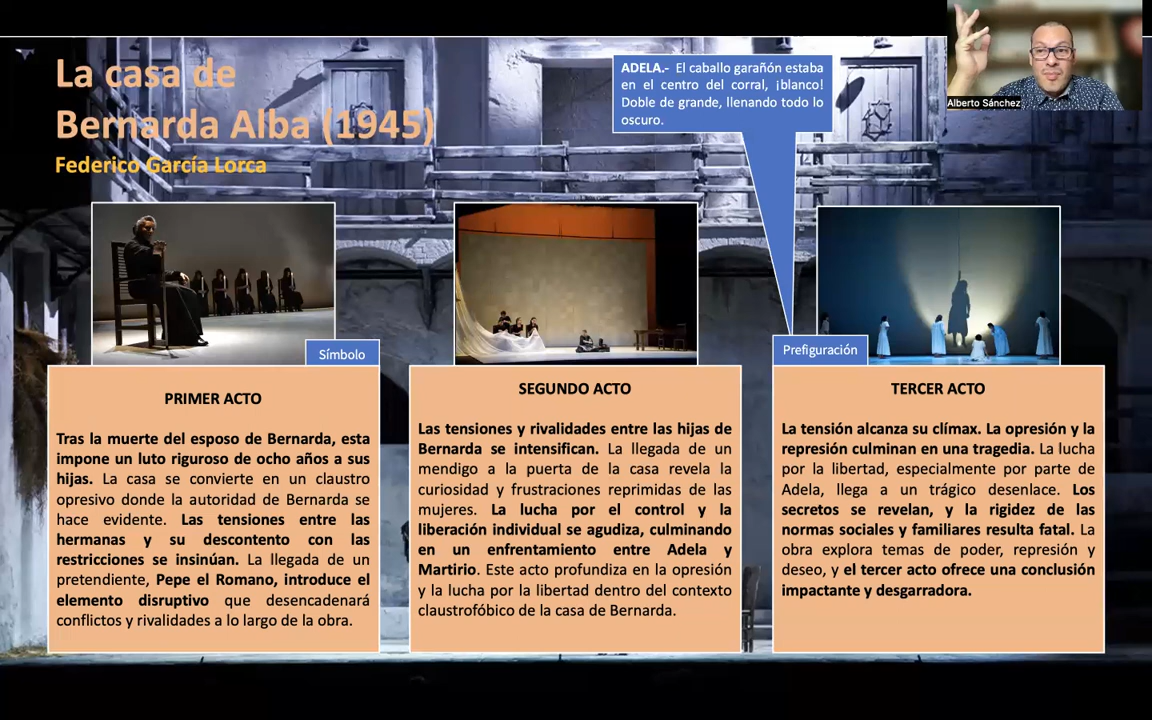 La casa de
Bernarda Alba (1945)
Federico García Lorca
ADELA.- El caballo garañón estaba
en el centro del corral, ¡blanco!
Doble de grande, llenando todo lo
oscuro.
Alberto Sánchez
Símbolo
PRIMER ACTO
Tras la muerte del esposo de Bernarda, esta
impone un luto riguroso de ocho años a sus
hijas. La casa se convierte en un claustro
opresivo donde la autoridad de Bernarda se
hace evidente. Las tensiones entre las
hermanas y su descontento con las
restricciones se insinúan. La llegada de un
pretendiente, Pepe el Romano, introduce el
elemento disruptivo que desencadenará
conflictos y rivalidades a lo largo de la obra.
SEGUNDO ACTO
Las tensiones y rivalidades entre las hijas de
Bernarda se intensifican. La llegada de un
mendigo a la puerta de la casa revela la
curiosidad y frustraciones reprimidas de las
mujeres. La lucha por el control y la
liberación individual se agudiza, culminando
en un enfrentamiento entre Adela y
Martirio. Este acto profundiza en la opresión
y la lucha por la libertad dentro del contexto
claustrofóbico de la casa de Bernarda.
Prefiguración
TERCER ACTO
La tensión alcanza su clímax. La opresión y la
represión culminan en una tragedia. La lucha
por la libertad, especialmente por parte de
Adela, llega a un trágico desenlace. Los
secretos se revelan, y la rigidez de las
normas sociales y familiares resulta fatal. La
obra explora temas de poder, represión y
deseo, y el tercer acto ofrece una conclusión
impactante y desgarradora.